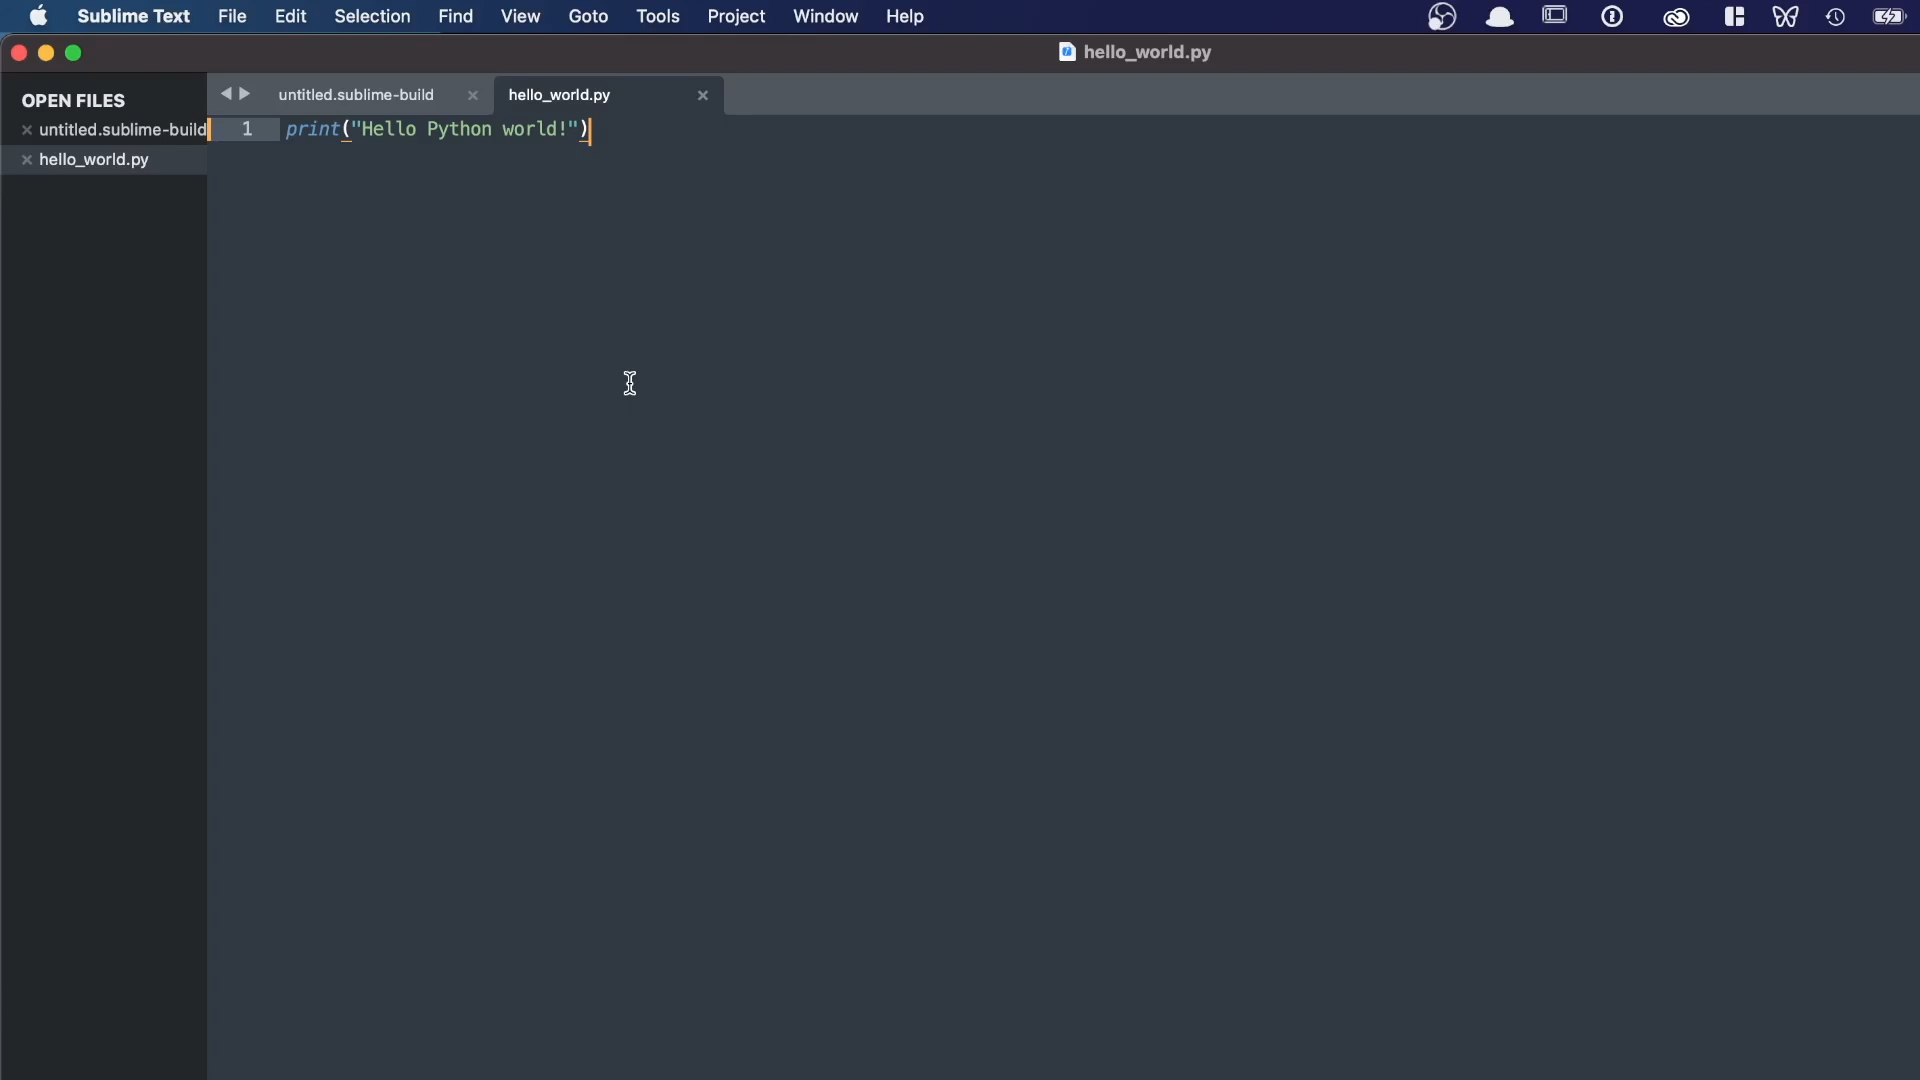 Sublime Text File Edit Selection Find View Goto Tools Project Window Help
hello_world.py
OPEN FILES
untitled.sublime-build
hello_world.py
untitled.sublime-build hello_world.py
1 print("Hello Python world!")